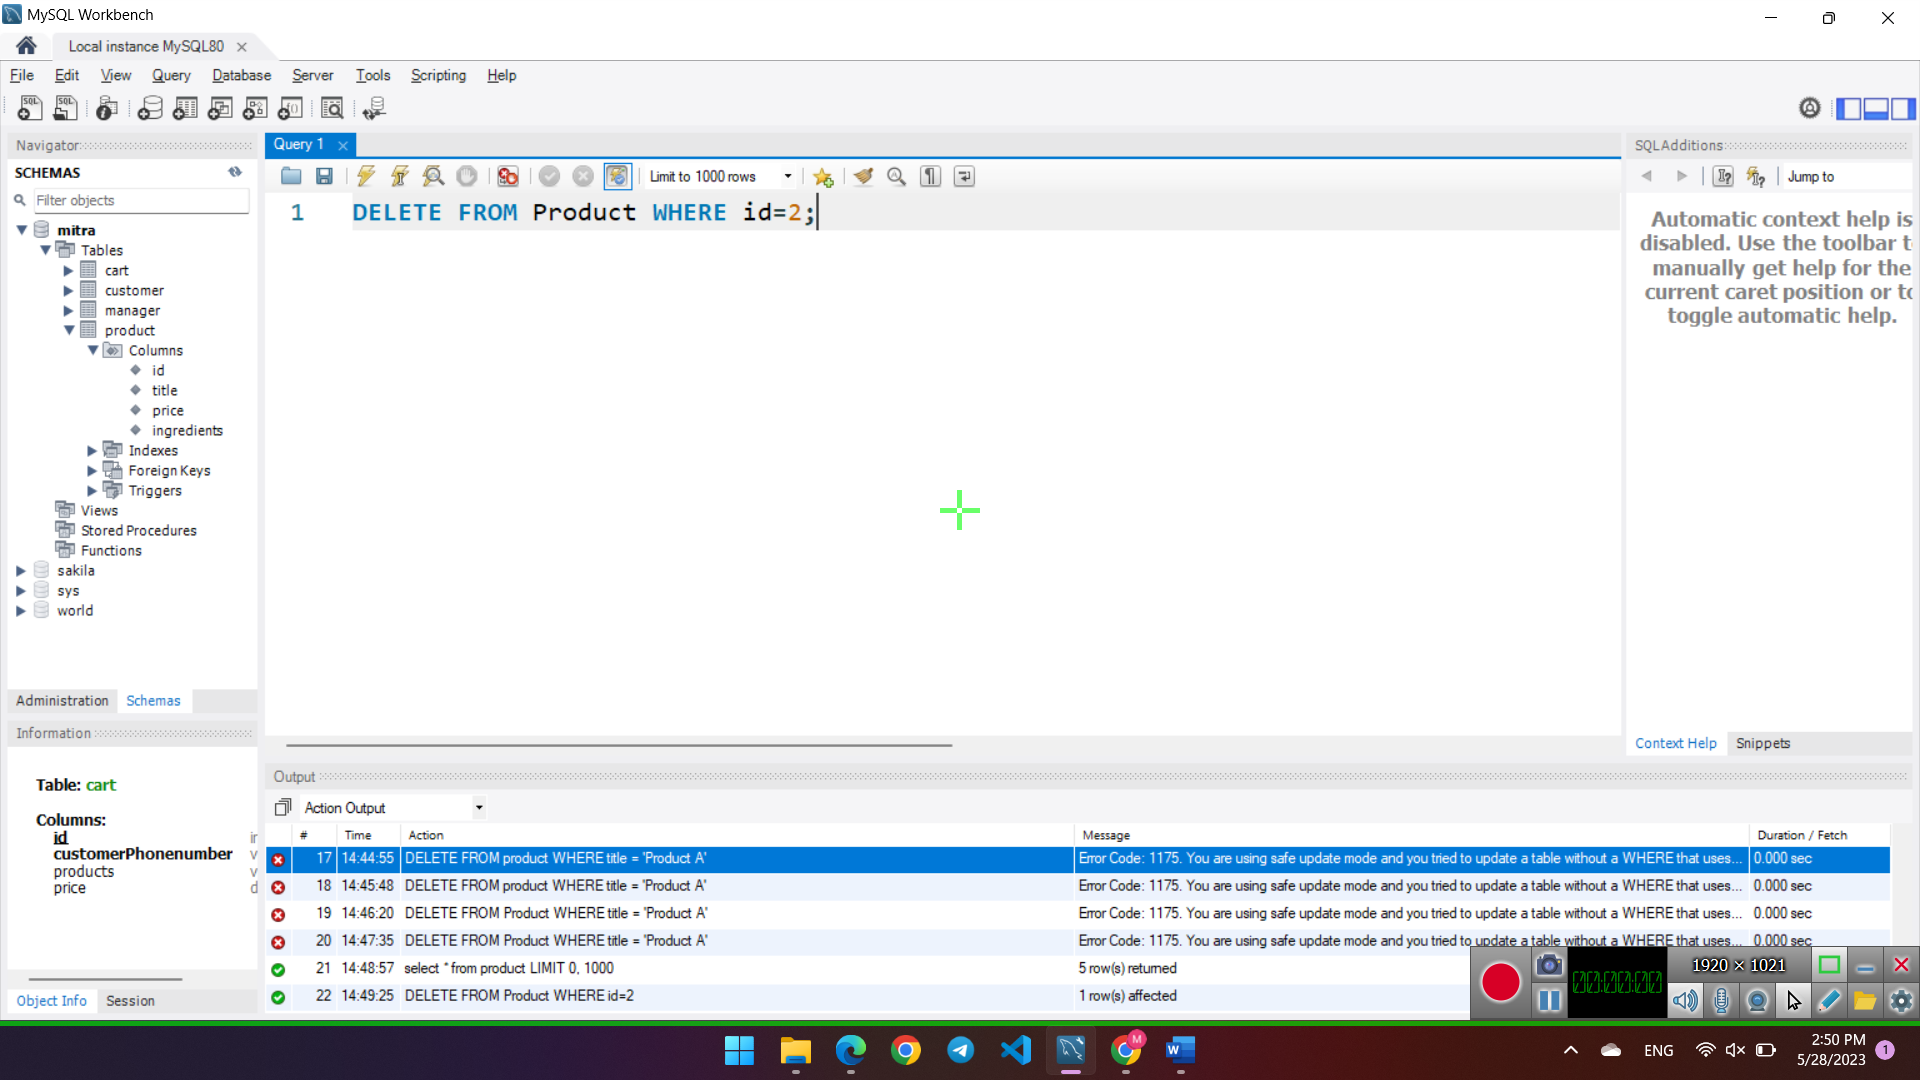 MySQL Workbench
Local instance MySQL80
File Edit View Query Database Server Tools Scripting Help
Navigator
SCHEMAS
Filter objects
mitra
Tables
cart
customer
manager
product
Columns
id
title
price
ingredients
Indexes
Foreign Keys
Triggers
Views
Stored Procedures
Functions
sakila
sys
world
Administration Schemas
Information
Table: cart
Columns:
id
customerPhonenumber
products
price
Object Info Session
Query 1
Limit to 1000 rows
1 DELETE FROM Product WHERE id=2;
SQLAdditions
Jump to
Automatic context help is
disabled. Use the toolbar t
manually get help for the
current caret position or to
toggle automatic help.
Context Help Snippets
Output
Action Output
# Time Action Message Duration / Fetch
17 14:44:55 DELETE FROM product WHERE title = 'Product A' Error Code: 1175. You are using safe update mode and you tried to update a table without a WHERE that uses... 0.000 sec
18 14:45:48 DELETE FROM product WHERE title = 'Product A' Error Code: 1175. You are using safe update mode and you tried to update a table without a WHERE that uses... 0.000 sec
19 14:46:20 DELETE FROM Product WHERE title = 'Product A' Error Code: 1175. You are using safe update mode and you tried to update a table without a WHERE that uses... 0.000 sec
20 14:47:35 DELETE FROM Product WHERE title = 'Product A' Error Code: 1175. You are using safe update mode and you tried to update a table without a WHERE that uses... 0.000 sec
21 14:48:57 select * from product LIMIT 0, 1000 5 row(s) returned
22 14:49:25 DELETE FROM Product WHERE id=2 1 row(s) affected
1920 × 1021
00:00:00
ENG
2:50 PM
5/28/2023
1